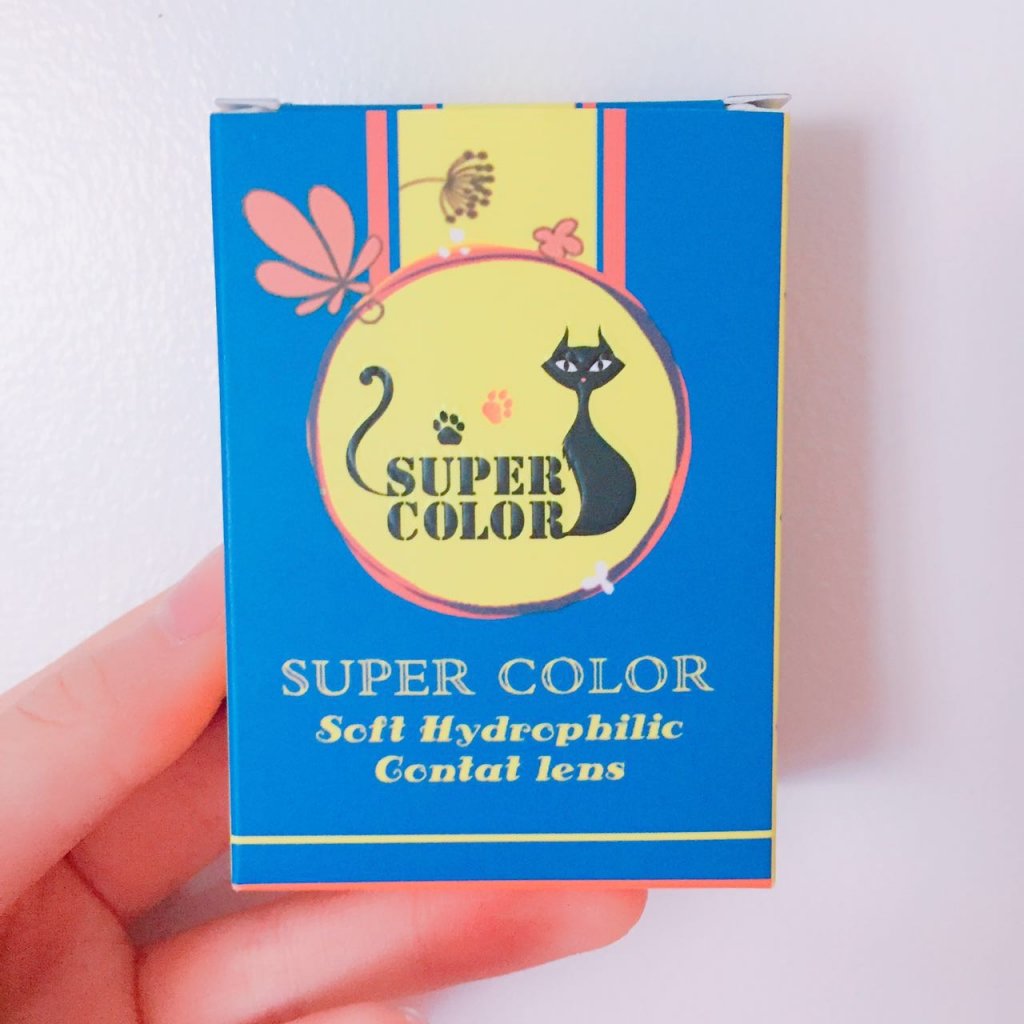 SUPER
COLOR
SUPER COLOR
Soft Hydrophilic
Contat lens